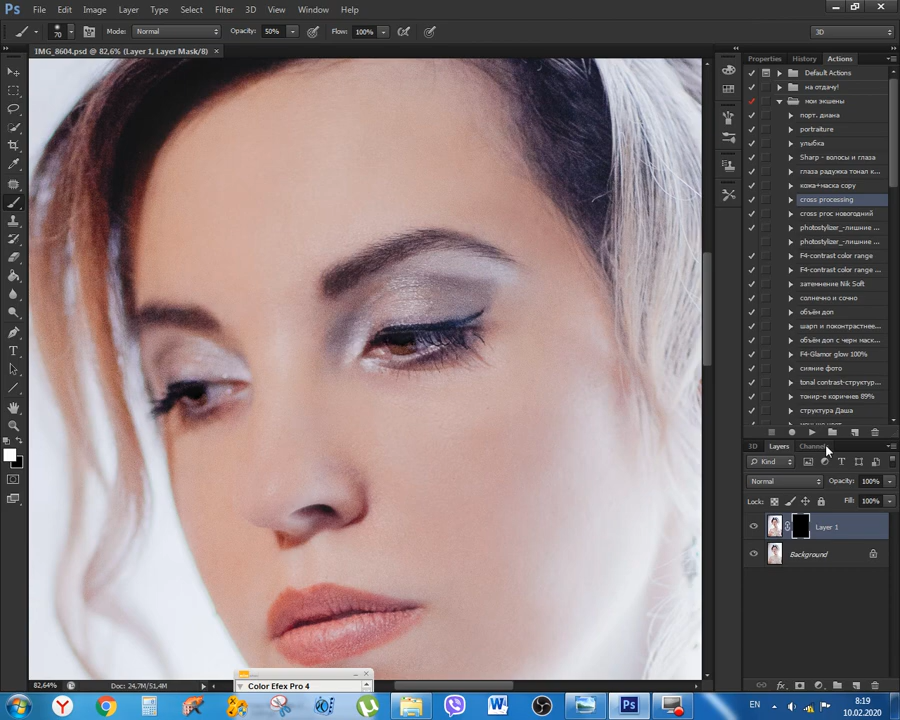 Ps File Edit Image Layer Type Select Filter 3D View Window Help
70 Mode: Normal Opacity: 50% Flow: 100% 3D
IMG_8604.psd @ 82,6% (Layer 1, Layer Mask/8) ×
Properties History Actions
Default Actions
на отдачу!
мои экшены
порт. диана
portraiture
улыбка
Sharp - волосы и глаза
глаза радужка тонал к...
кожа+маска copy
cross processing
cross proc новогодний
photostylizer_-лишние ...
photostylizer_-лишние ...
F4-contrast color range
F4-contrast color range ...
затемнение Nik Soft
солнечно и сочно
объём доп
шарп и поконтрастнее...
объём доп с черн маск...
F4-Glamor glow 100%
сияние фото
tonal contrast-структур...
тонир-е коричнев 89%
структура Даша
3D Layers Channels
Kind
Normal Opacity: 100%
Lock: Fill: 100%
Layer 1
Background
82,64% Doc: 24,7M/51,4M
Color Efex Pro 4
EN 8:19
10.02.2020